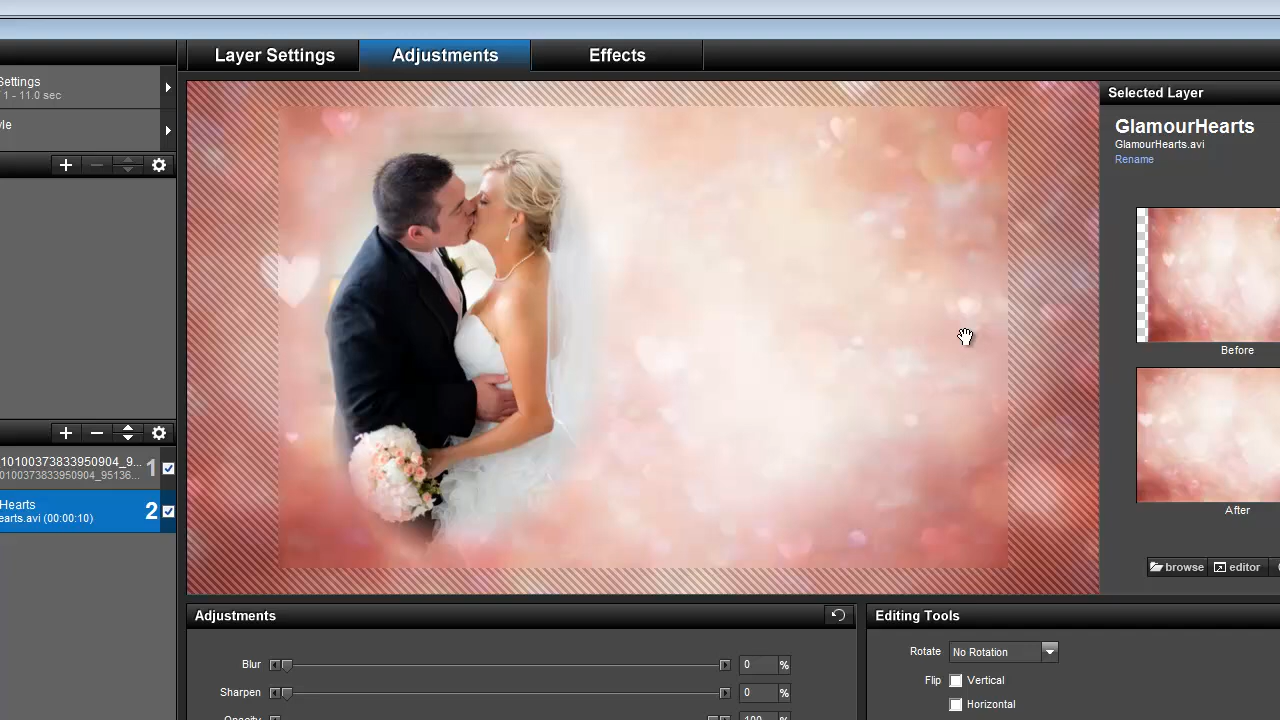 Layer Settings
Adjustments
Effects
Settings
1 - 11.0 sec
Selected Layer
GlamourHearts
GlamourHearts.avi
Rename
Before
After
browse
editor
10100373833950904_9... 1
0100373833950904_95136...
Hearts
earts.avi (00:00:10) 2
Adjustments
Blur 0 %
Sharpen 0 %
Opacity 100 %
Editing Tools
Rotate No Rotation
Flip Vertical
Horizontal